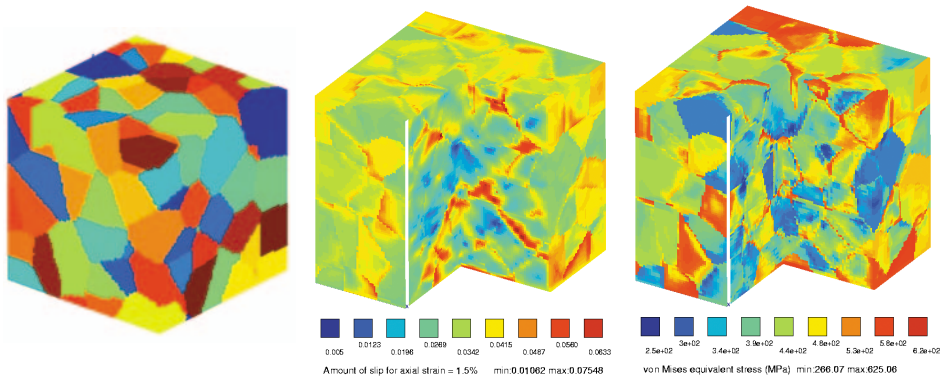 0.005 0.0123 0.0196 0.0269 0.0342 0.0415 0.0487 0.0560 0.0633
Amount of slip for axial strain = 1.5% min:0.01062 max:0.07548
2.5e+02 3e+02 3.4e+02 3.9e+02 4.4e+02 4.8e+02 5.3e+02 5.8e+02 6.2e+02
von Mises equivalent stress (MPa) min:266.07 max:625.06